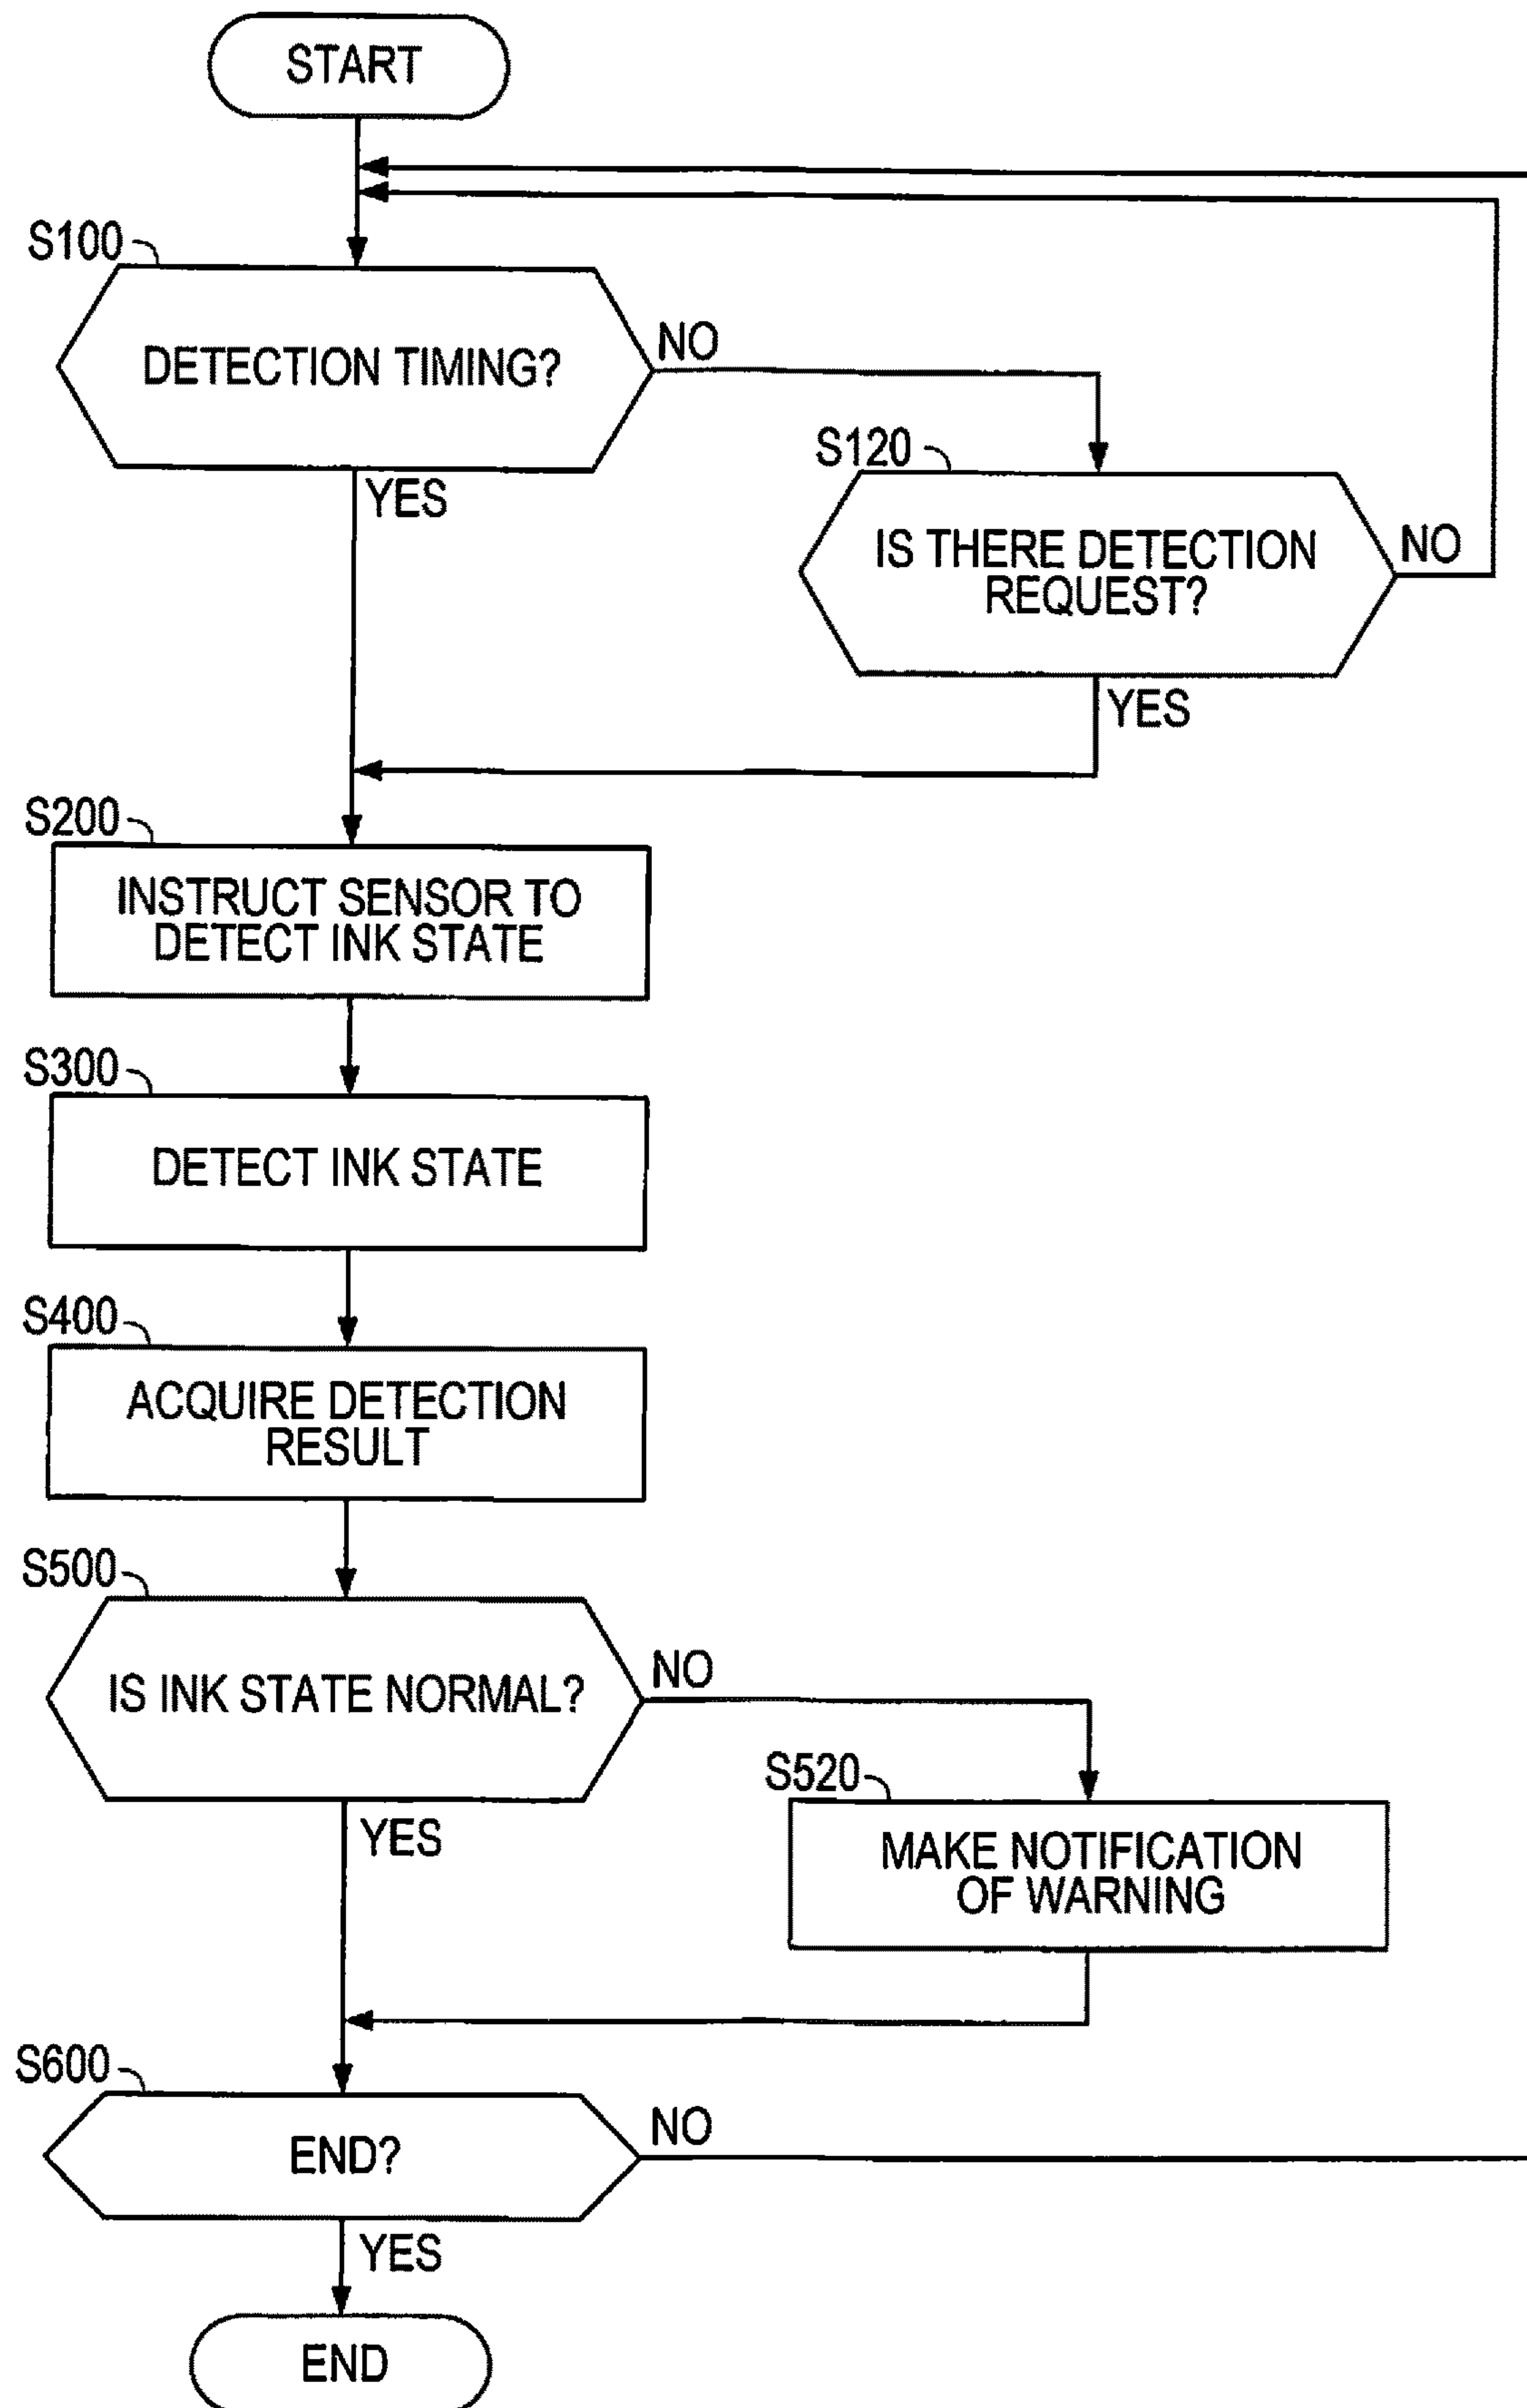 START
S100
DETECTION TIMING?
NO
YES
S120
IS THERE DETECTION
REQUEST?
NO
YES
S200
INSTRUCT SENSOR TO
DETECT INK STATE
S300
DETECT INK STATE
S400
ACQUIRE DETECTION
RESULT
S500
IS INK STATE NORMAL?
NO
YES
S520
MAKE NOTIFICATION
OF WARNING
S600
END?
NO
YES
END